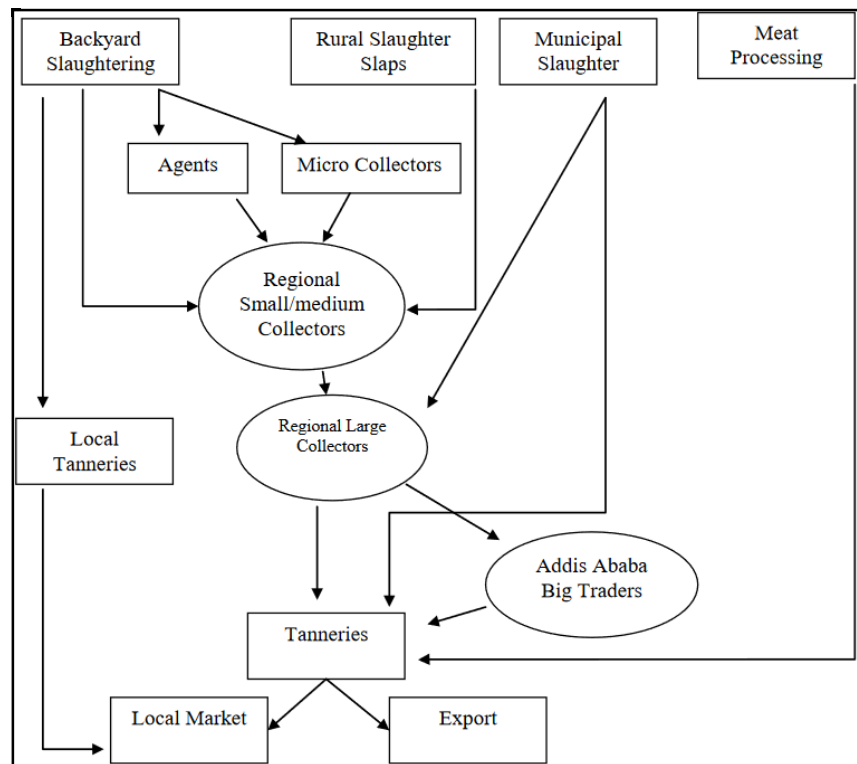 Backyard
Slaughtering
Rural Slaughter
Slaps
Municipal
Slaughter
Meat
Processing
Agents
Micro Collectors
Regional
Small/medium
Collectors
Regional Large
Collectors
Local
Tanneries
Addis Ababa
Big Traders
Tanneries
Local Market
Export